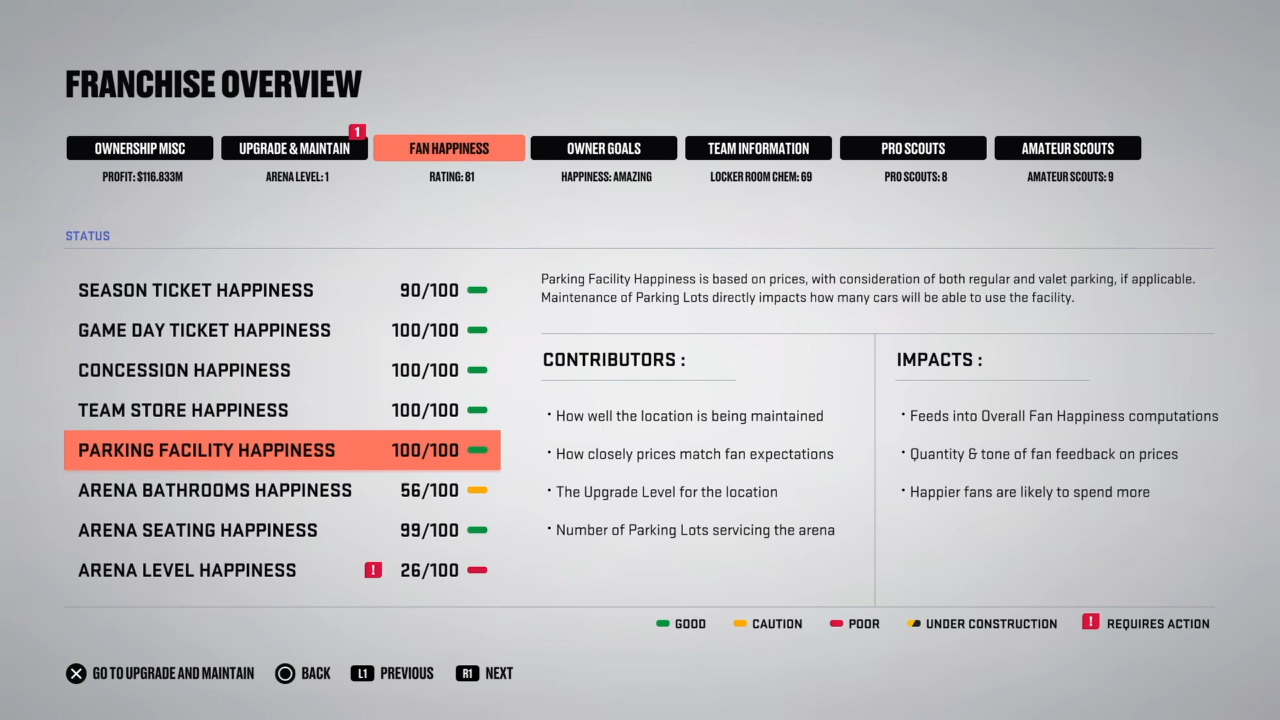 FRANCHISE OVERVIEW
1
OWNERSHIP MISC
UPGRADE & MAINTAIN
FAN HAPPINESS
OWNER GOALS
TEAM INFORMATION
PRO SCOUTS
AMATEUR SCOUTS
PROFIT: $116.833M
ARENA LEVEL: 1
RATING: 81
HAPPINESS: AMAZING
LOCKER ROOM CHEM: 69
PRO SCOUTS: 8
AMATEUR SCOUTS: 9
STATUS
SEASON TICKET HAPPINESS 90/100
GAME DAY TICKET HAPPINESS 100/100
CONCESSION HAPPINESS 100/100
TEAM STORE HAPPINESS 100/100
PARKING FACILITY HAPPINESS 100/100
ARENA BATHROOMS HAPPINESS 56/100
ARENA SEATING HAPPINESS 99/100
ARENA LEVEL HAPPINESS ! 26/100
Parking Facility Happiness is based on prices, with consideration of both regular and valet parking, if applicable.
Maintenance of Parking Lots directly impacts how many cars will be able to use the facility.
CONTRIBUTORS :
• How well the location is being maintained
• How closely prices match fan expectations
• The Upgrade Level for the location
• Number of Parking Lots servicing the arena
IMPACTS :
• Feeds into Overall Fan Happiness computations
• Quantity & tone of fan feedback on prices
• Happier fans are likely to spend more
GOOD
CAUTION
POOR
UNDER CONSTRUCTION
! REQUIRES ACTION
GO TO UPGRADE AND MAINTAIN
BACK
L1 PREVIOUS
R1 NEXT